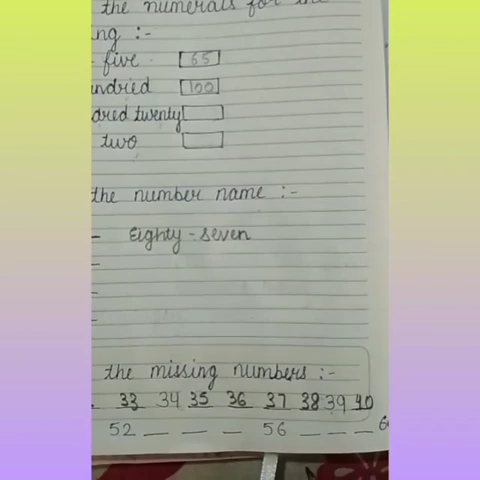 the numerals for the
ng :-
- five 65
undred 100
dred twenty
two
the number name :-
- Eighty-seven
-
-
-
the missing numbers :-
33 34 35 36 37 38 39 40
52 _ _ _ 56 _ _ _ 6